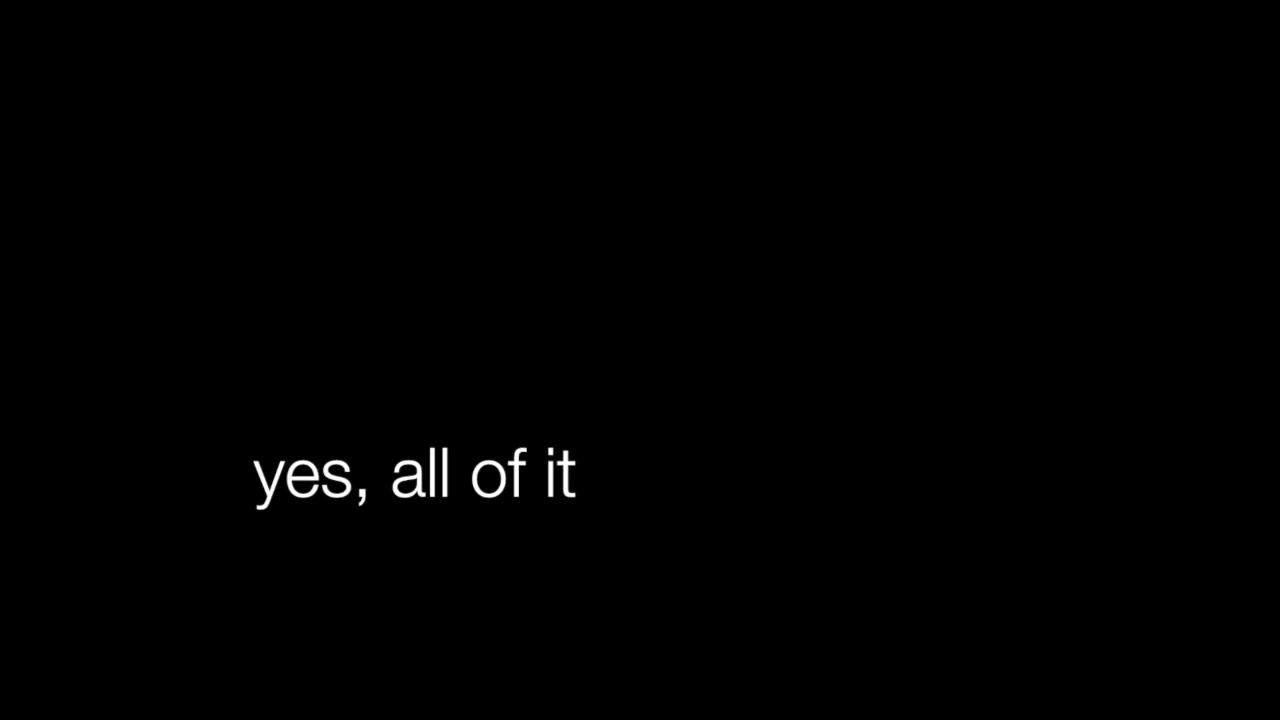 yes, all of it